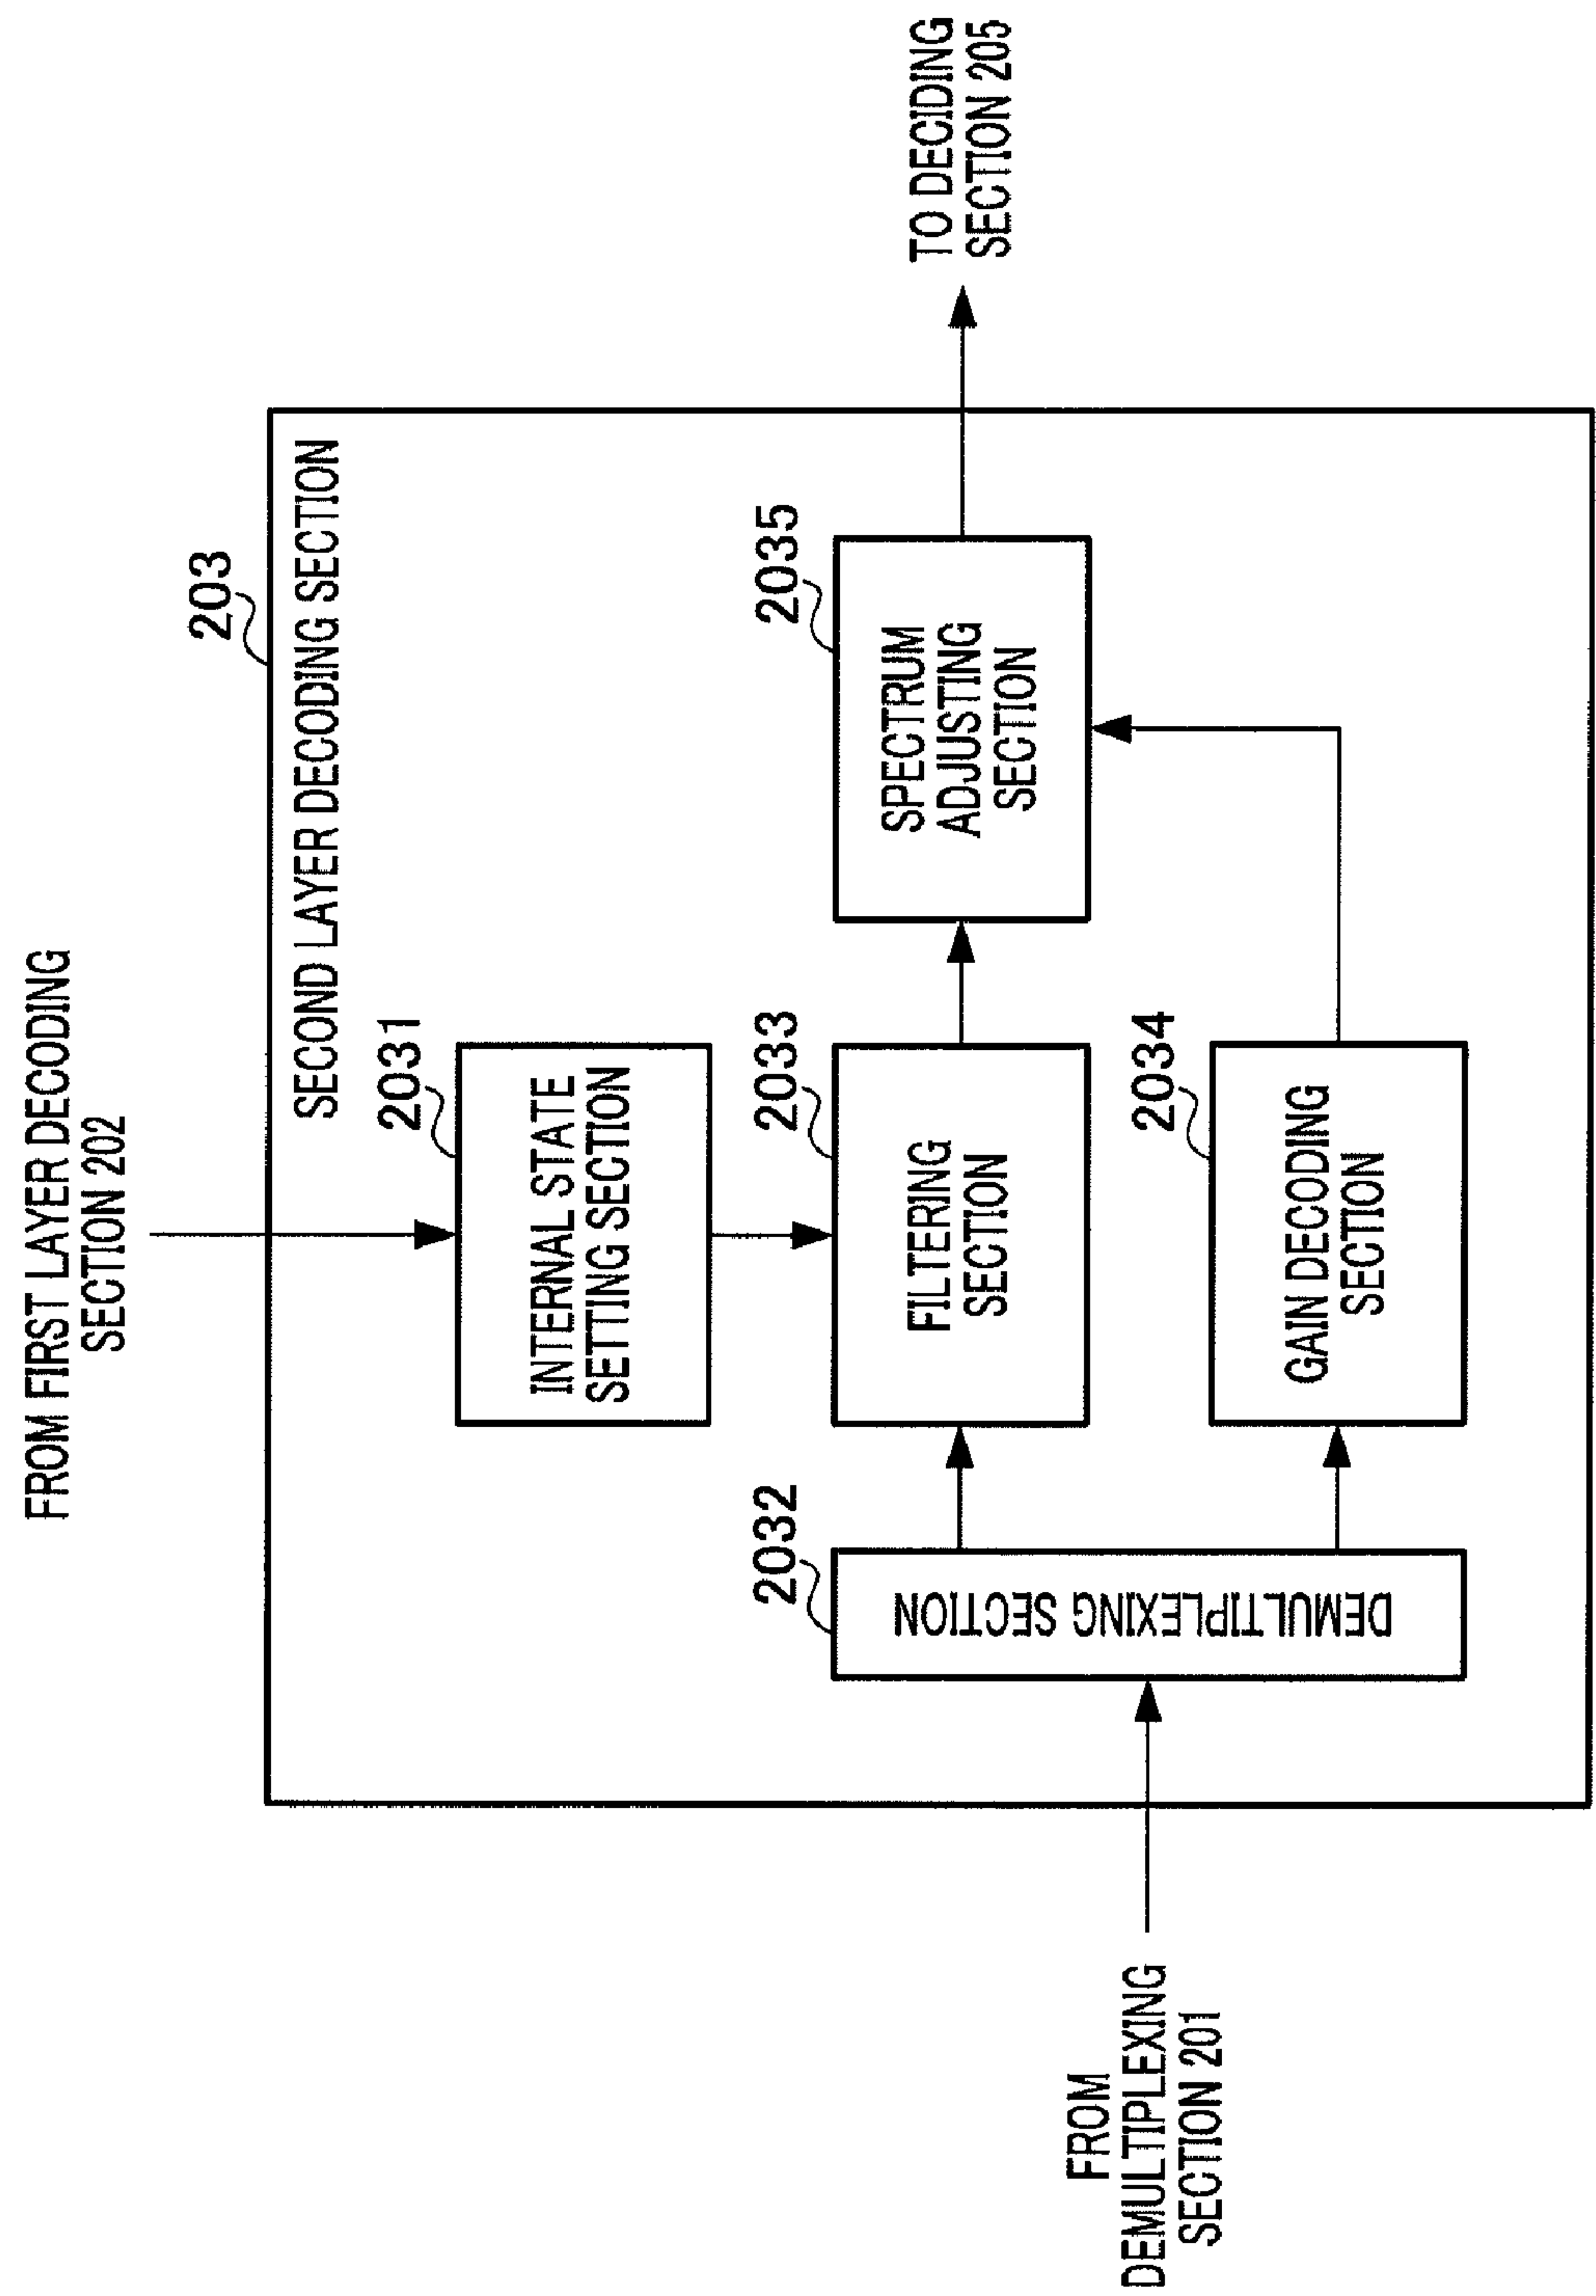 FROM FIRST LAYER DECODING
SECTION 202
203
SECOND LAYER DECODING SECTION
2031
INTERNAL STATE
SETTING SECTION
2032
DEMULTIPLEXING SECTION
2033
FILTERING
SECTION
2035
SPECTRUM
ADJUSTING
SECTION
2034
GAIN DECODING
SECTION
FROM
DEMULTIPLEXING
SECTION 201
TO DECIDING
SECTION 205